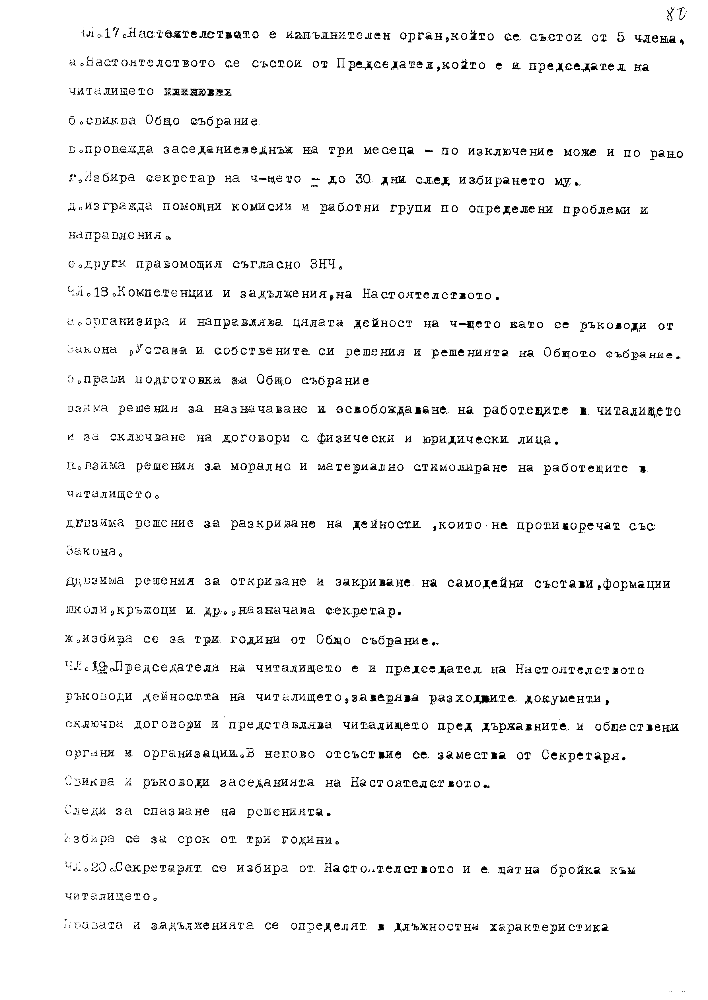 Чл.17.Настоятелството е изпълнителен орган,който се състои от 5 члена.
а.Настоятелството се състои от Председател,който е и председател на
читалището
б.свиква Общо събрание
в.провежда заседаниеведнъж на три месеца – по изключение може и по рано
г.Избира секретар на ч-щето – до 30 дни след избирането му.
д.изгражда помощни комисии и работни групи по определени проблеми и
направления.
е.други правомощия съгласно ЗНЧ.
ЧЛ.18.Компетенции и задължения,на Настоятелството.
а.организира и направлява цялата дейност на ч-щето като се ръководи от
Закона ,Устава и собствените си решения и решенията на Общото събрание.
б.прави подготовка за Общо събрание
взима решения за назначаване и освобождаване на работещите в читалището
и за сключване на договори с физически и юридически лица.
в.взима решения за морално и материално стимолиране на работещите в
читалището.
взима решение за разкриване на дейности ,които не противоречат със
Закона.
взима решения за откриване и закриване на самодейни състави,формации
школи,кръжоци и др.,назначава секретар.
ж.избира се за три години от Общо събрание.
ЧЛ.19.Председателя на читалището е и председател на Настоятелството
ръководи дейността на читалището,заверява разходните документи,
сключва договори и представлява читалището пред държавните и обществени
органи и организации.В негово отсъствие се замества от Секретаря.
Свиква и ръководи заседанията на Настоятелството.
Следи за спазване на решенията.
Избира се за срок от три години.
ЧЛ.20.Секретарят се избира от Настоятелството и е щатна бройка към
читалището.
Правата и задълженията се определят в длъжностна характеристика